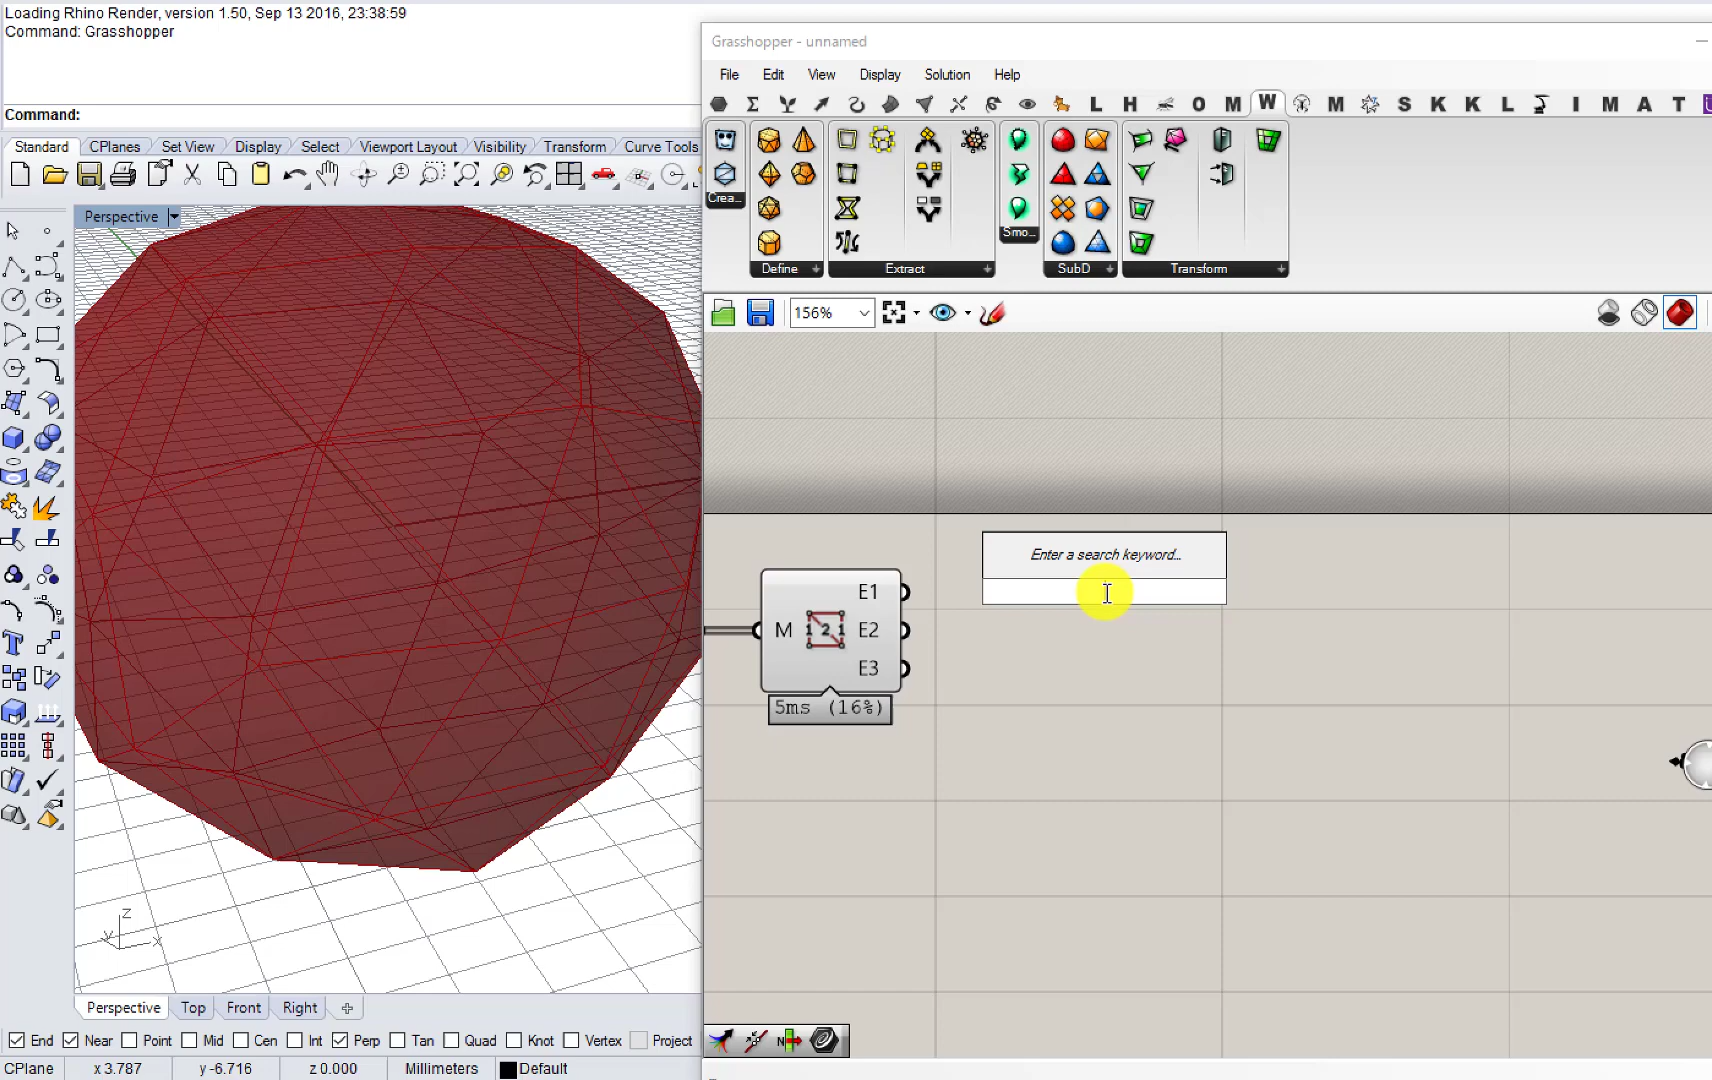 Loading Rhino Render, version 1.50, Sep 13 2016, 23:38:59
Command: Grasshopper
Command:
Standard CPlanes Set View Display Select Viewport Layout Visibility Transform Curve Tools
Perspective
Grasshopper - unnamed
File Edit View Display Solution Help
L H O M W M S K K L I M A T
Crea...
Define
Extract
Smo...
SubD
Transform
156%
Enter a search keyword...
M
1 2 1
E1
E2
E3
5ms (16%)
z
y
x
Perspective Top Front Right
N
End Near Point Mid Cen Int Perp Tan Quad Knot Vertex Project
CPlane x 3.787 y -6.716 z 0.000 Millimeters Default